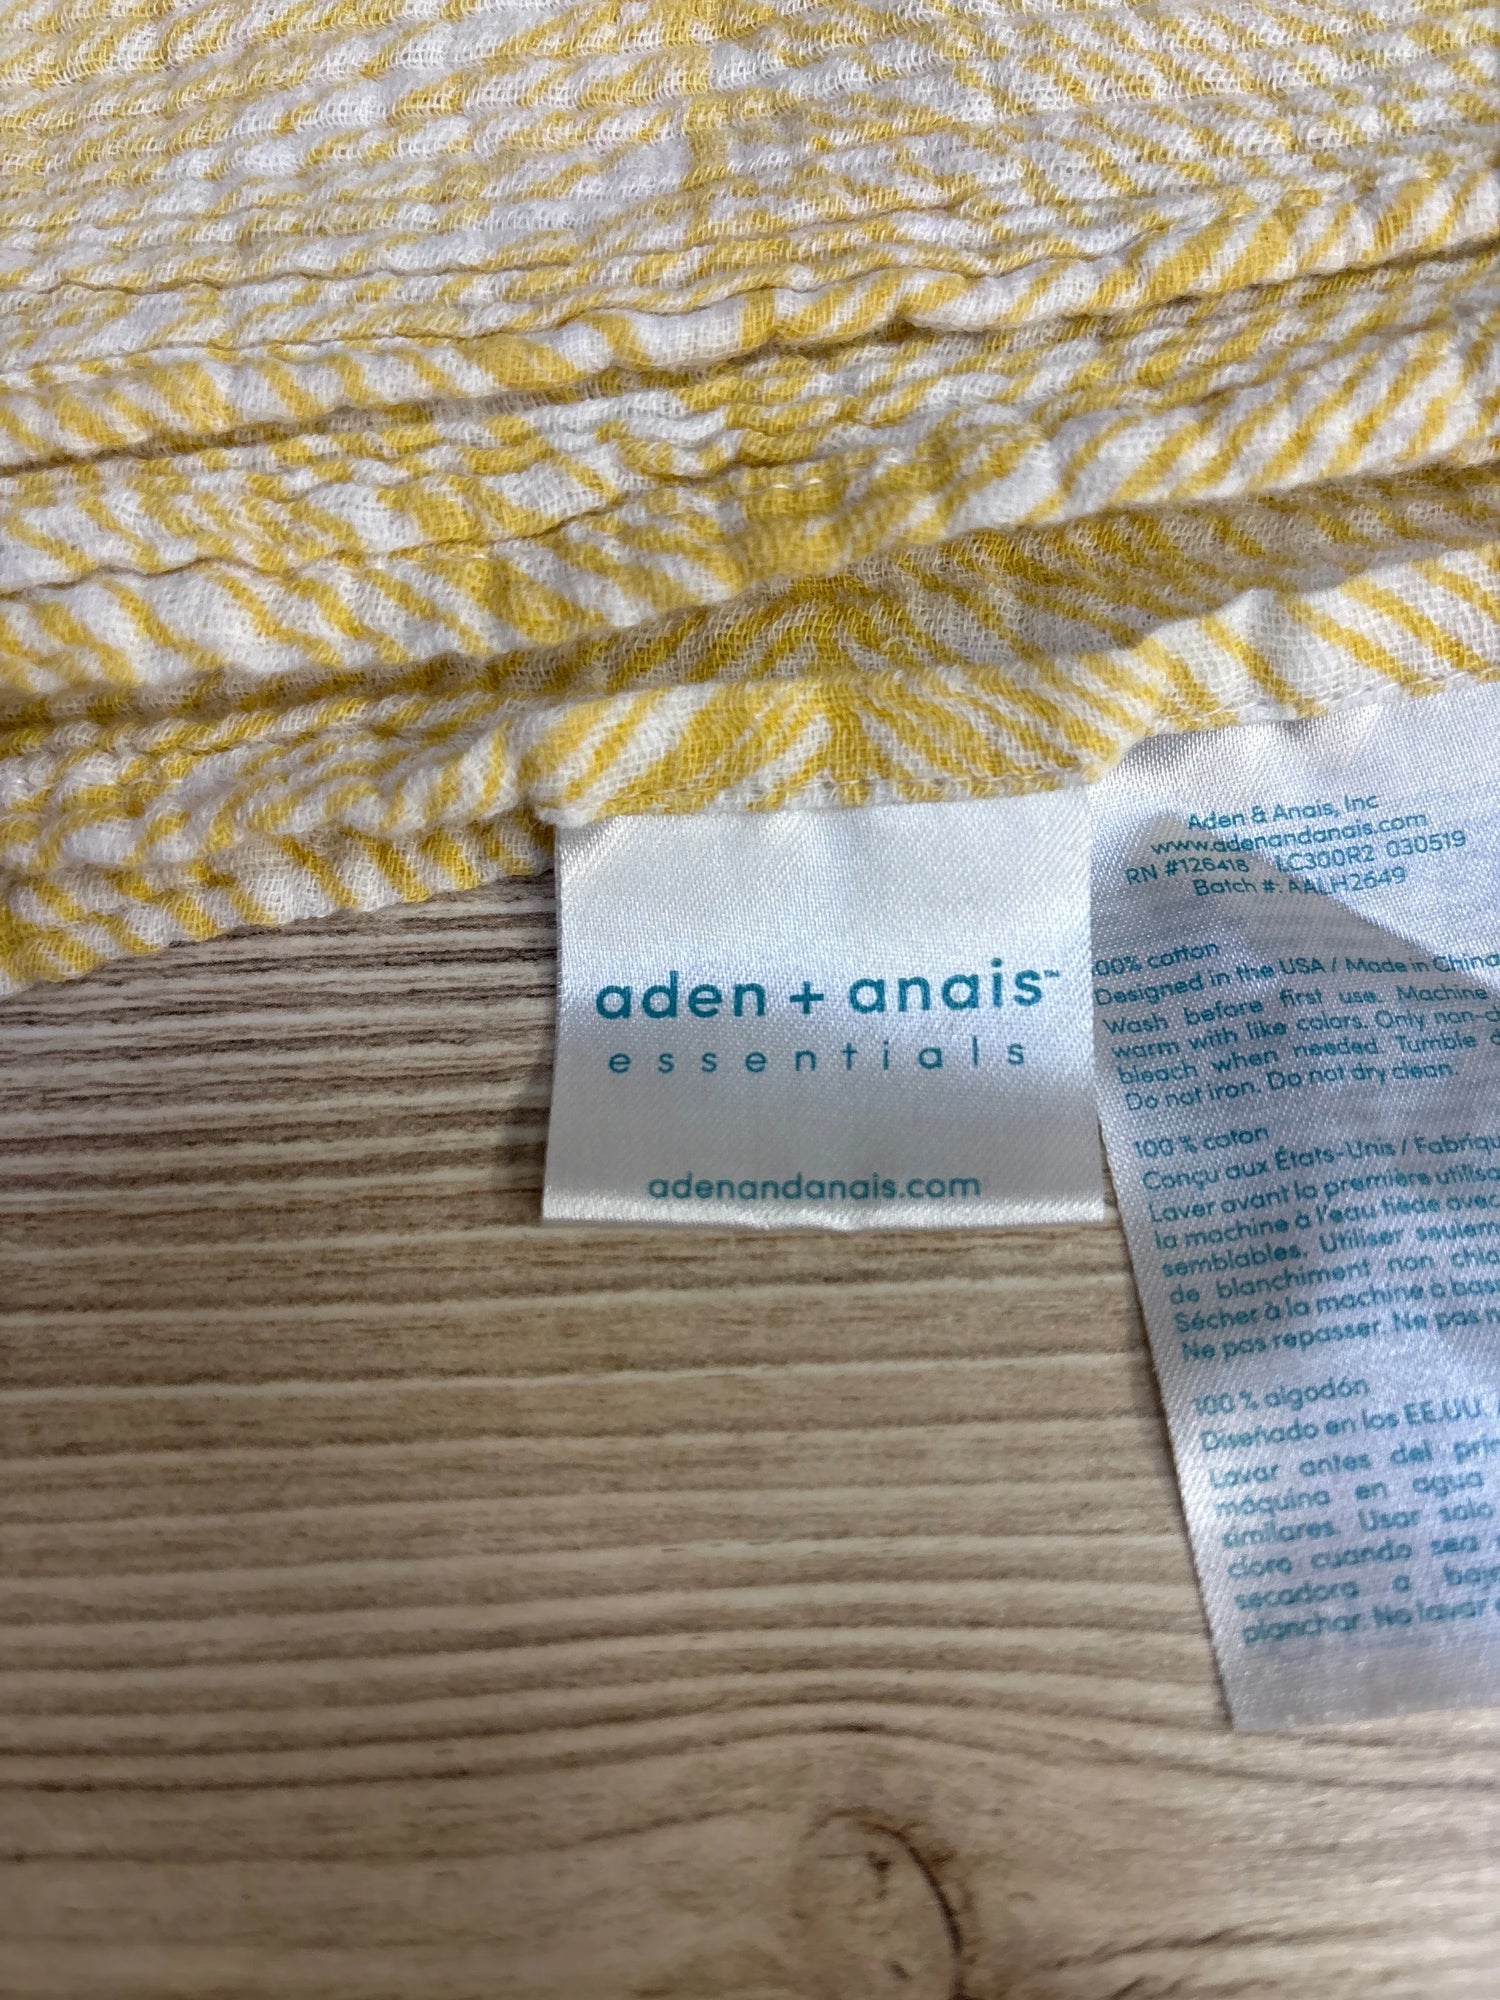 aden + anais™
essentials
adenandanais.com
Aden & Anais, Inc
www.adenandanais.com
RN #126418 LC300R2 030519
Batch #: AALH2649
00% cotton
Designed in the USA / Made in China
Wash before first use. Machine
warm with like colors. Only non-c
bleach when needed. Tumble d
Do not iron. Do not dry clean.
100 % coton
Conçu aux États-Unis / Fabriqu
Laver avant la première utilisa
la machine à l'eau tiède avec
semblables. Utiliser seulem
de blanchiment non chlo
Sécher à la machine à bass
Ne pas repasser. Ne pas n
100 % algodón
Diseñado en los EE.UU.
Lavar antes del prim
máquina en agua
similares. Usar solo
cloro cuando sea
secadora a baj
planchar. No lavar